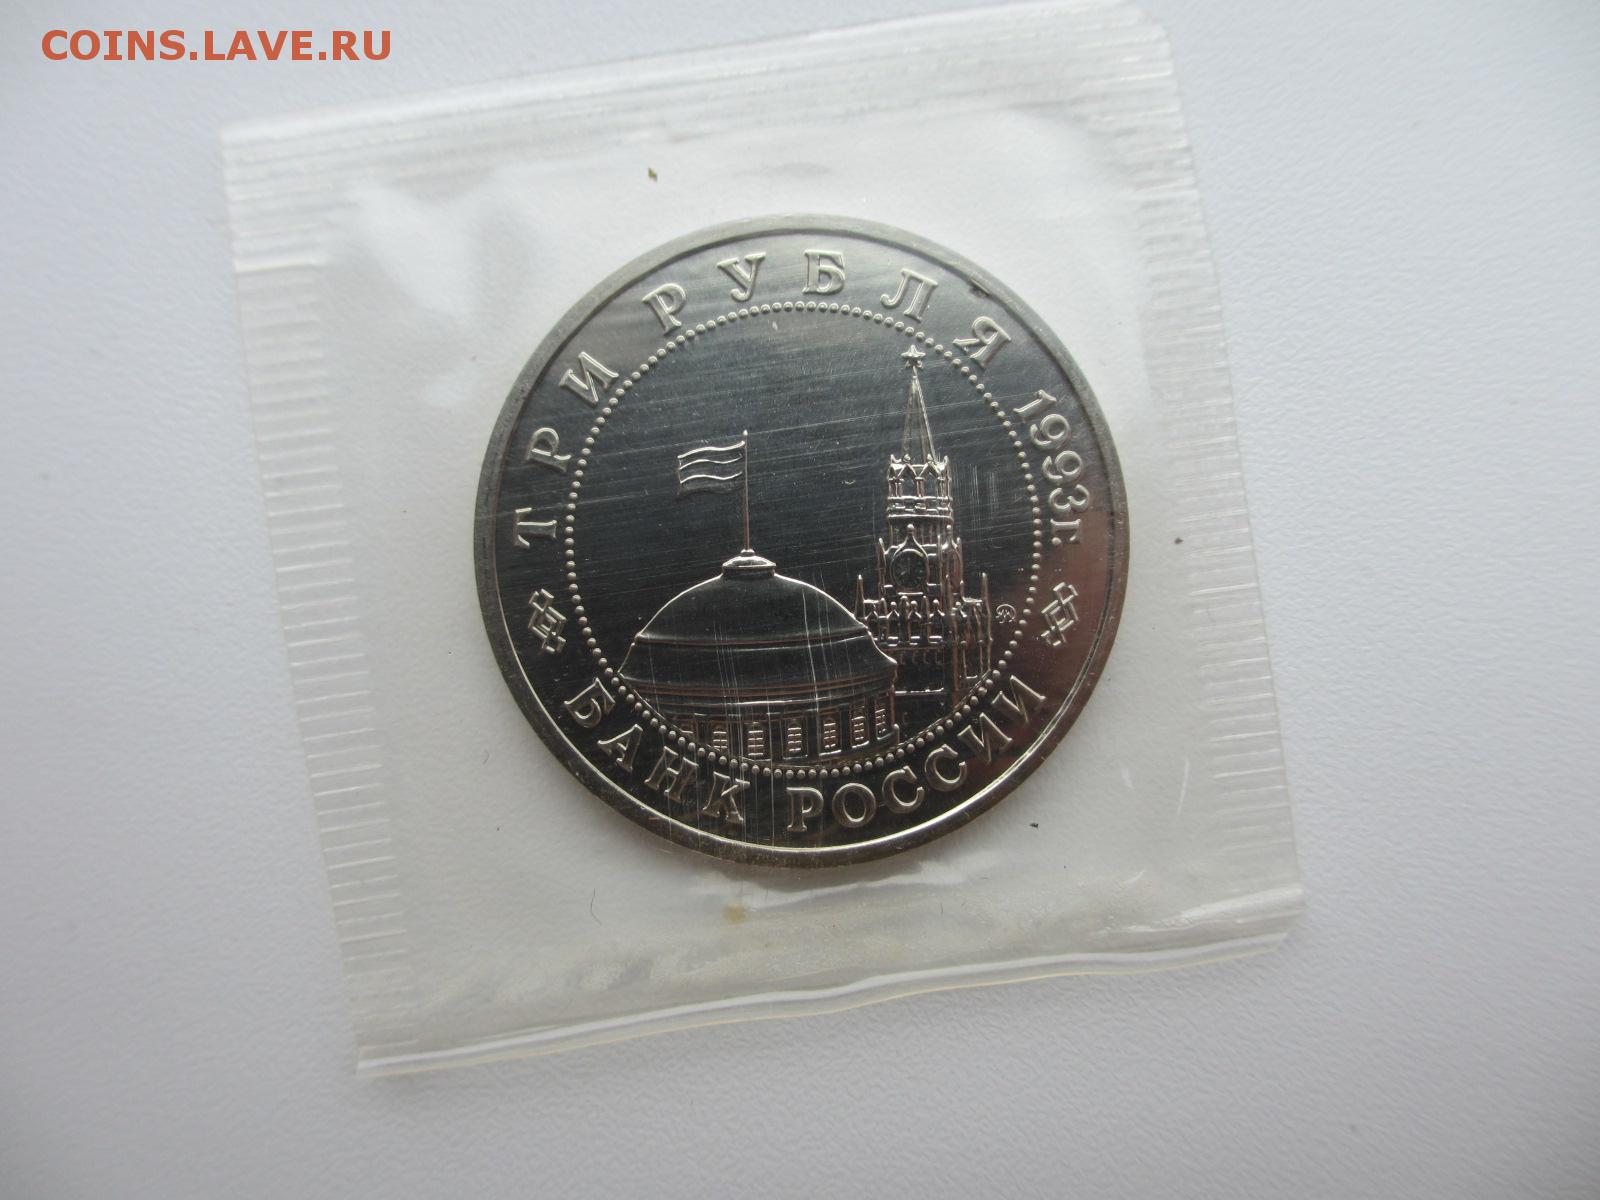 COINS.LAVE.RU
ТРИ РУБЛЯ 1993г.
БАНК РОССИИ